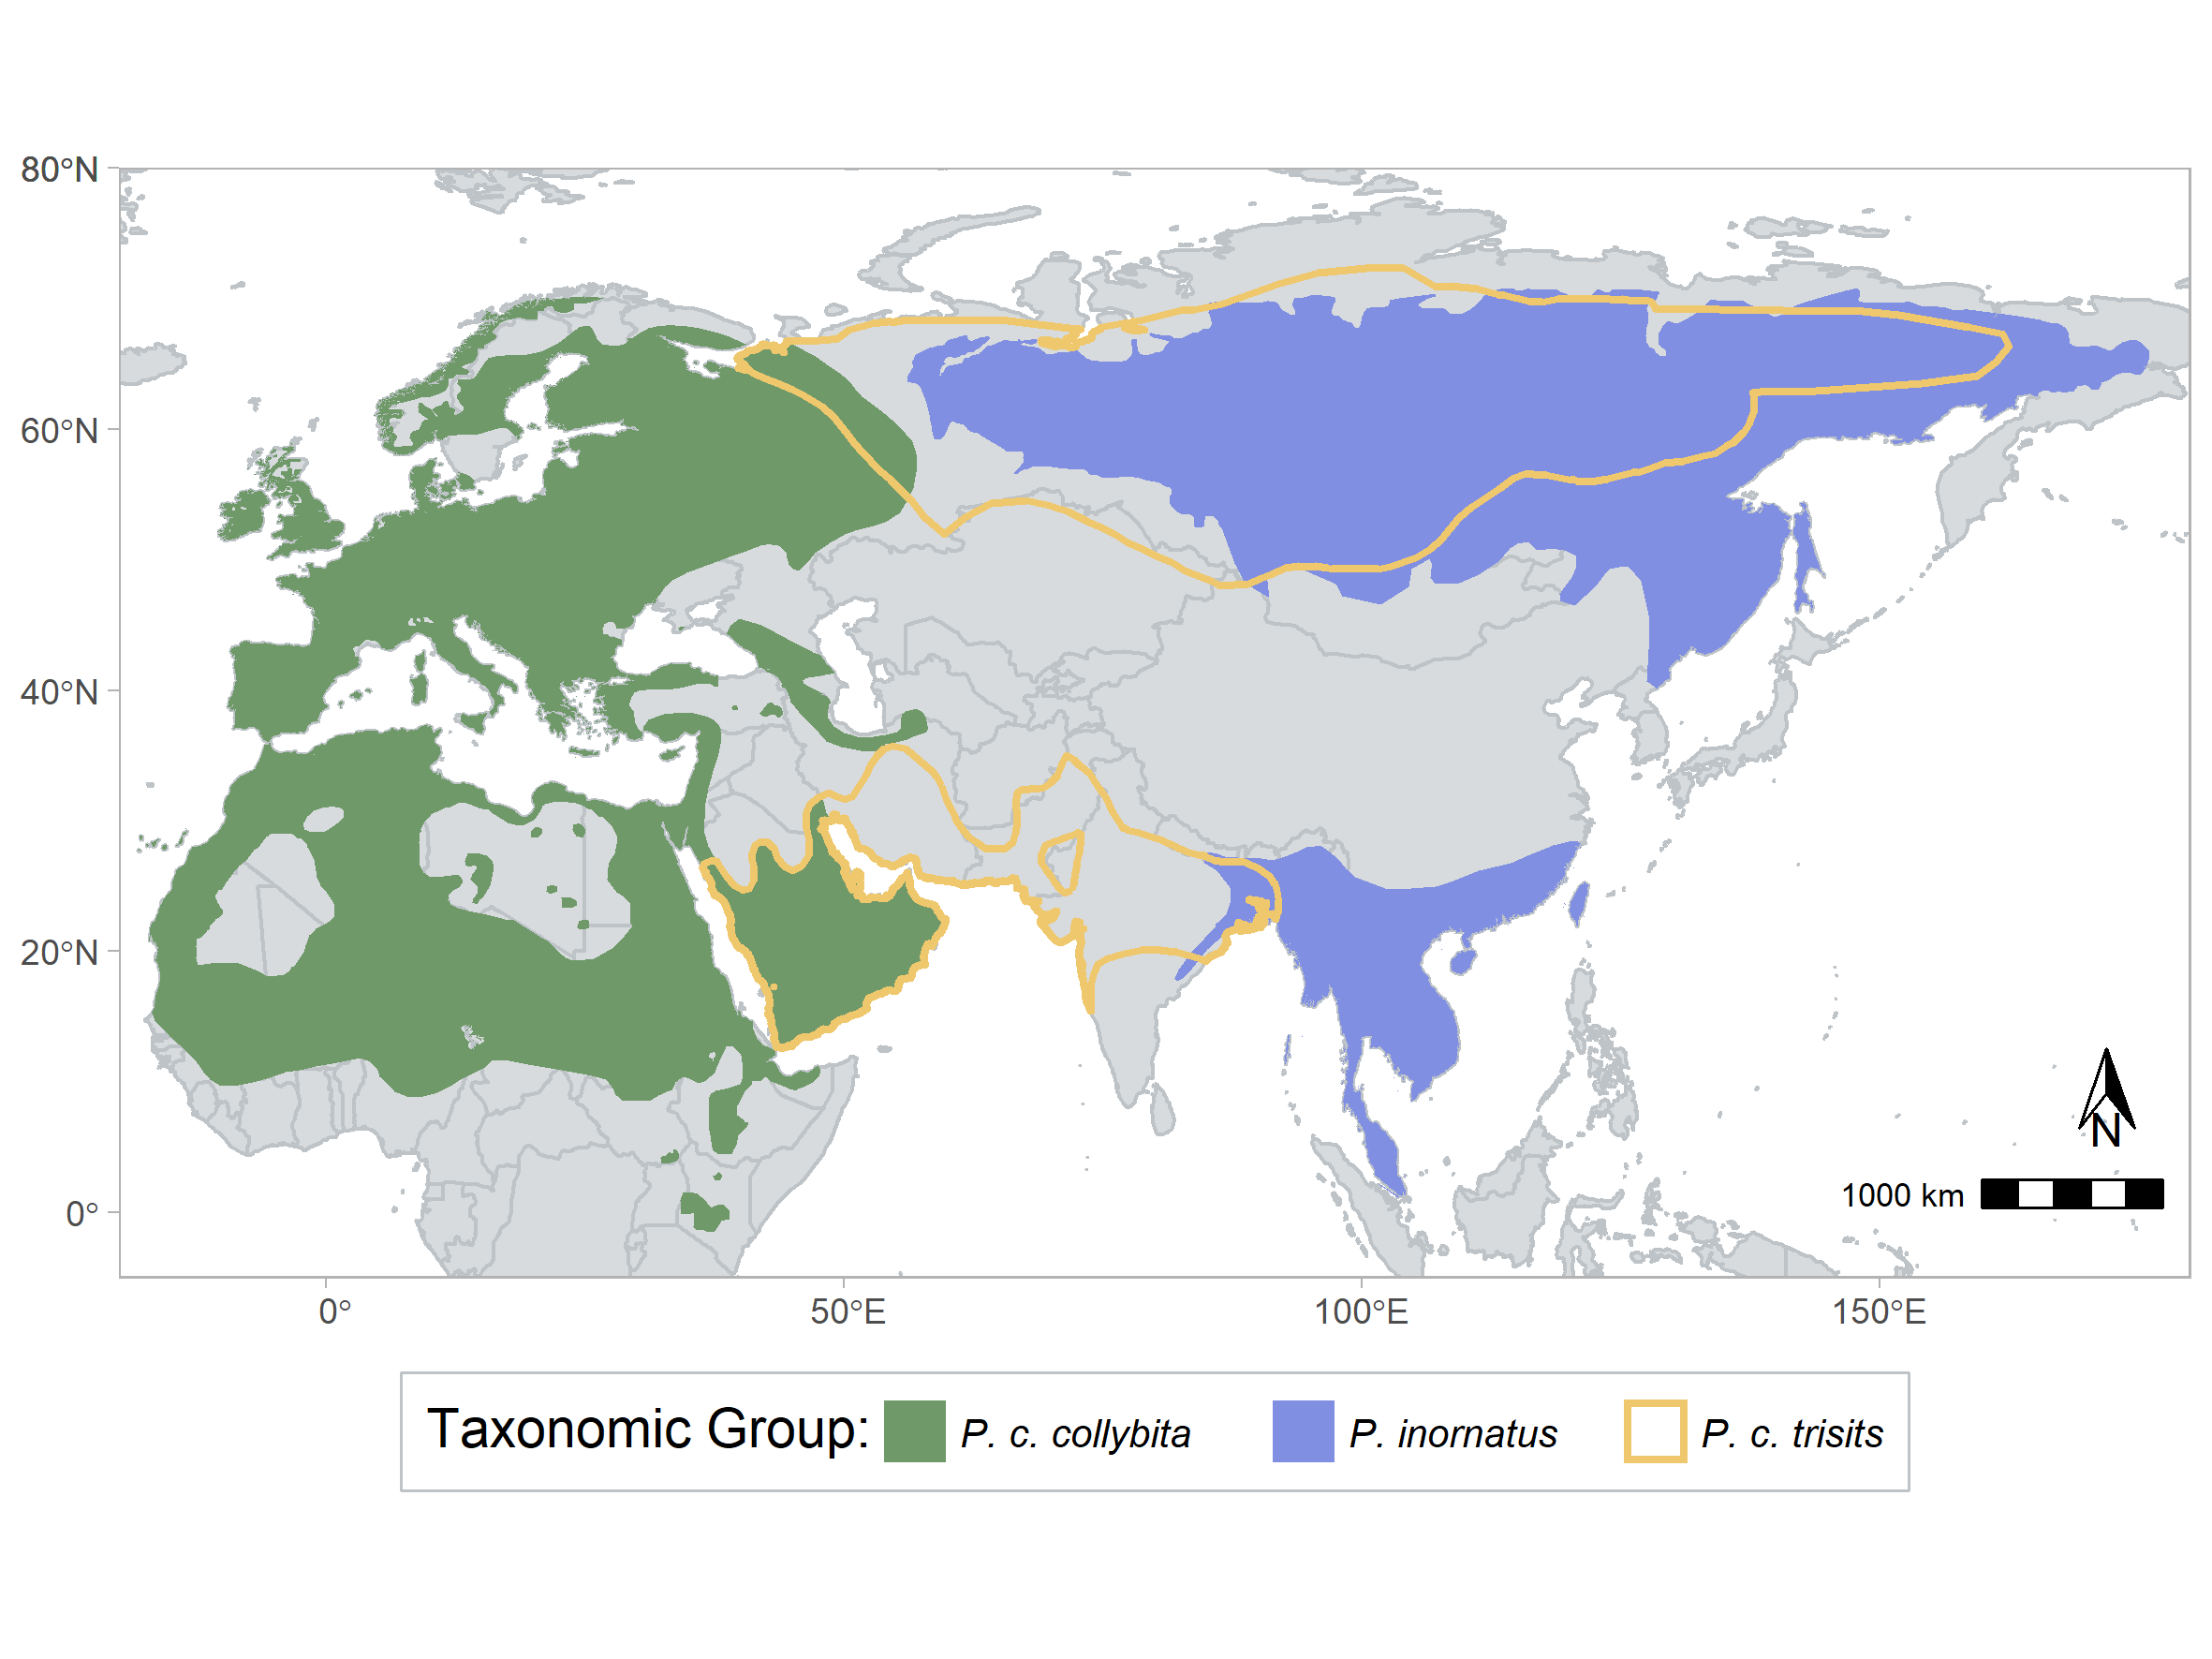 80°N
60°N
40°N
20°N
0°
N
1000 km
0° 50°E 100°E 150°E
Taxonomic Group: P. c. collybita P. inornatus P. c. trisits